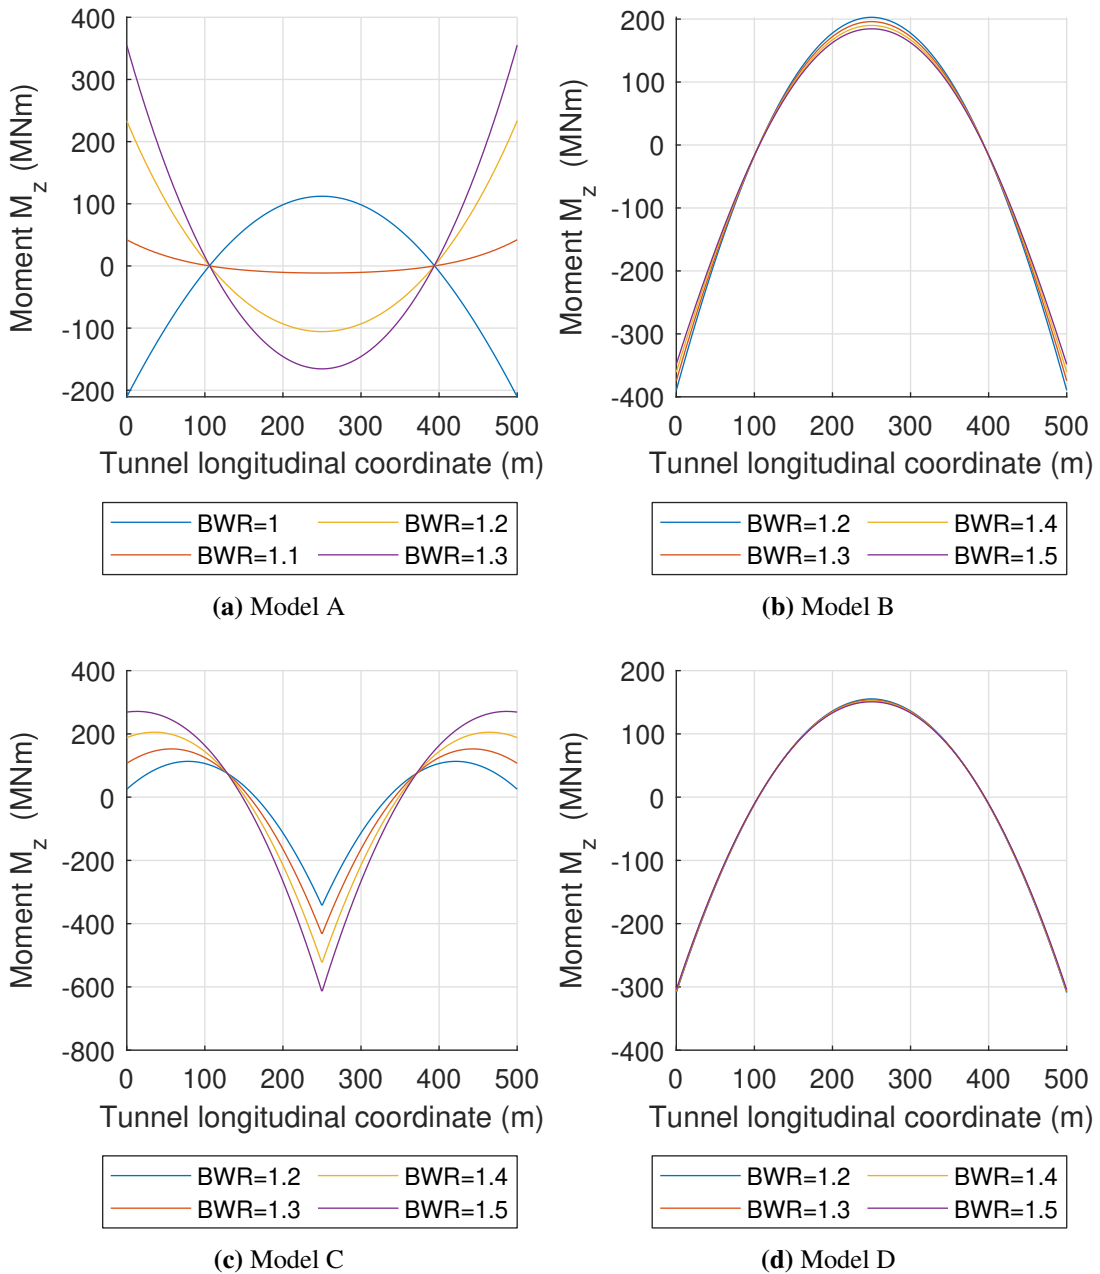 400
300
200
100
0
-100
-200
Moment M_z (MNm)
0 100 200 300 400 500
Tunnel longitudinal coordinate (m)
BWR=1 BWR=1.2
BWR=1.1 BWR=1.3
(a) Model A
200
100
0
-100
-200
-300
-400
Moment M_z (MNm)
0 100 200 300 400 500
Tunnel longitudinal coordinate (m)
BWR=1.2 BWR=1.4
BWR=1.3 BWR=1.5
(b) Model B
400
200
0
-200
-400
-600
-800
Moment M_z (MNm)
0 100 200 300 400 500
Tunnel longitudinal coordinate (m)
BWR=1.2 BWR=1.4
BWR=1.3 BWR=1.5
(c) Model C
200
100
0
-100
-200
-300
-400
Moment M_z (MNm)
0 100 200 300 400 500
Tunnel longitudinal coordinate (m)
BWR=1.2 BWR=1.4
BWR=1.3 BWR=1.5
(d) Model D